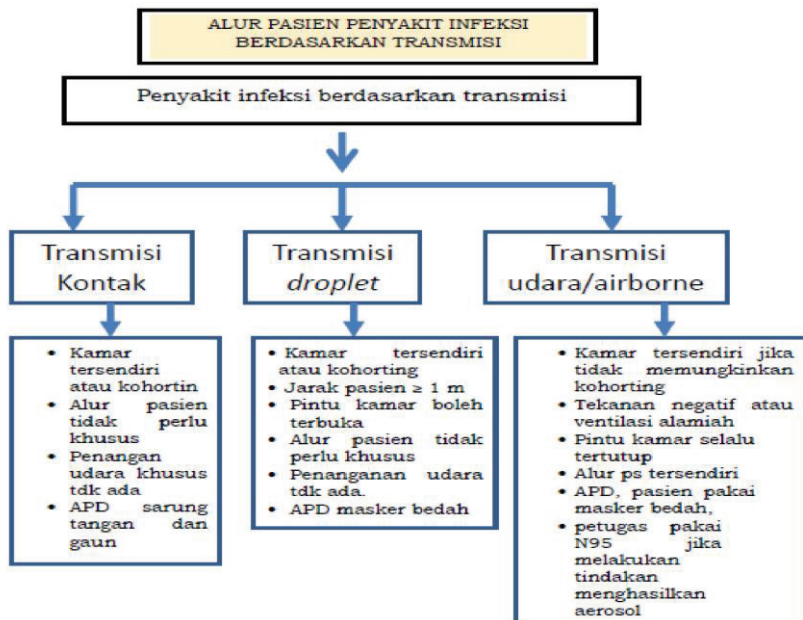 ALUR PASIEN PENYAKIT INFEKSI
BERDASARKAN TRANSMISI
Penyakit infeksi berdasarkan transmisi
Transmisi
Kontak
• Kamar
tersendiri
atau kohortin
• Alur pasien
tidak perlu
khusus
• Penangan
udara khusus
tdk ada
• APD sarung
tangan dan
gaun
Transmisi
droplet
• Kamar tersendiri
atau kohorting
• Jarak pasien ≥ 1 m
• Pintu kamar boleh
terbuka
• Alur pasien tidak
perlu khusus
• Penanganan udara
tdk ada.
• APD masker bedah
Transmisi
udara/airborne
• Kamar tersendiri jika
tidak memungkinkan
kohorting
• Tekanan negatif atau
ventilasi alamiah
• Pintu kamar selalu
tertutup
• Alur ps tersendiri
• APD, pasien pakai
masker bedah,
• petugas pakai
N95 jika
melakukan
tindakan
menghasilkan
aerosol